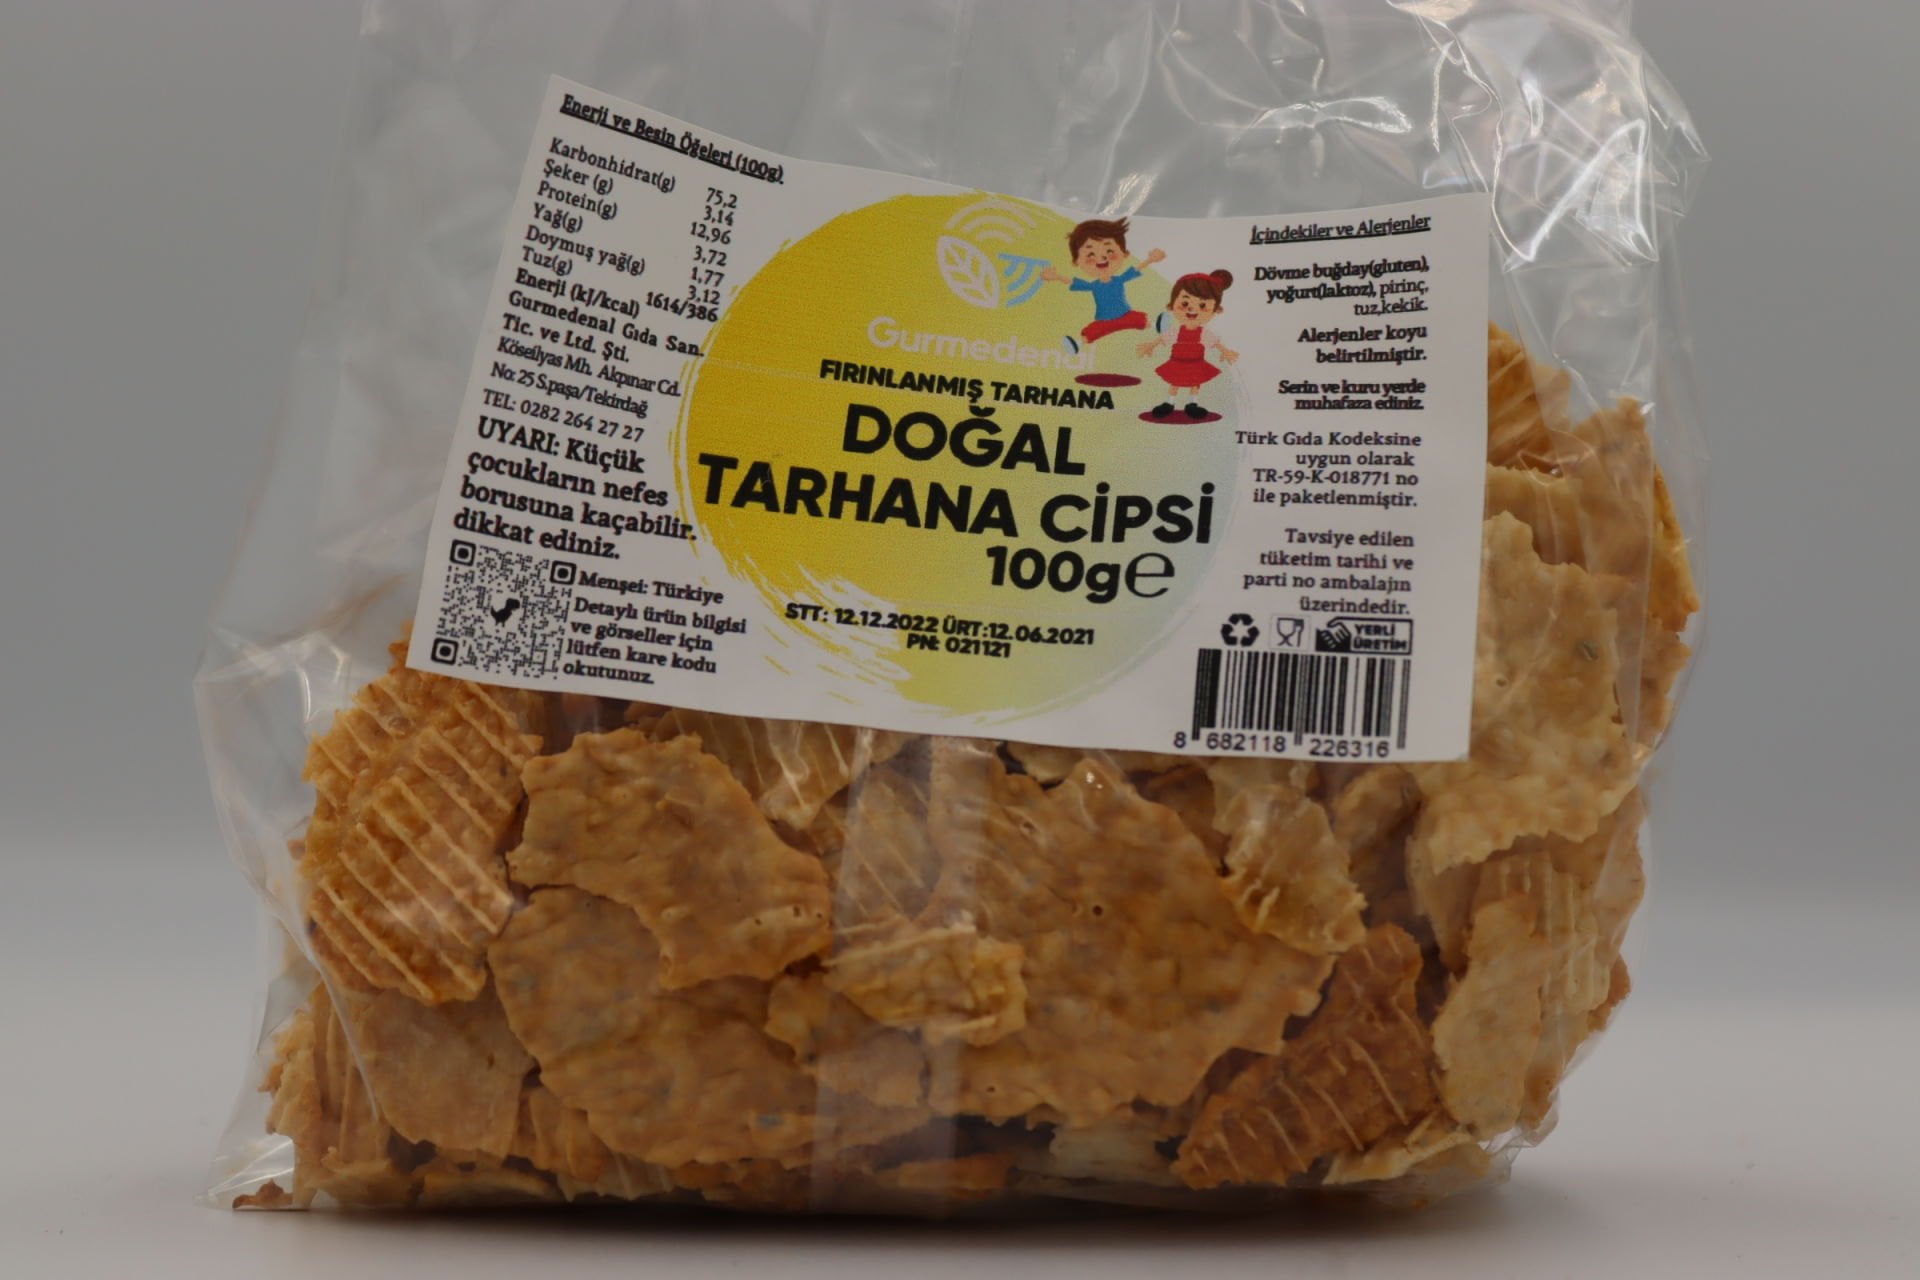 Enerji ve Besin Öğeleri (100g)
Karbonhidrat(g) 75,2
Şeker (g) 3,14
Protein(g) 12,96
Yağ(g) 3,72
Doymuş yağ(g) 1,77
Tuz(g) 3,12
Enerji (kJ/kcal) 1614/386
Gurmedenal Gıda San.
Tic. ve Ltd. Şti.
Köseilyas Mh. Akpınar Cd.
No: 25 S.paşa/Tekirdağ
TEL: 0282 264 27 27
UYARI: Küçük
çocukların nefes
borusuna kaçabilir.
dikkat ediniz.
Menşei: Türkiye
Detaylı ürün bilgisi
ve görseller için
lütfen kare kodu
okutunuz.
Gurmedenal
FIRINLANMIŞ TARHANA
DOĞAL
TARHANA CİPSİ
100g℮
STT: 12.12.2022 ÜRT:12.06.2021
PN: 021121
İçindekiler ve Alerjenler
Dövme buğday(gluten),
yoğurt(laktoz), pirinç,
tuz,kekik.
Alerjenler koyu
belirtilmiştir.
Serin ve kuru yerde
muhafaza ediniz.
Türk Gıda Kodeksine
uygun olarak
TR-59-K-018771 no
ile paketlenmiştir.
Tavsiye edilen
tüketim tarihi ve
parti no ambalajın
üzerindedir.
YERLİ
ÜRETİM
8 682118 226316